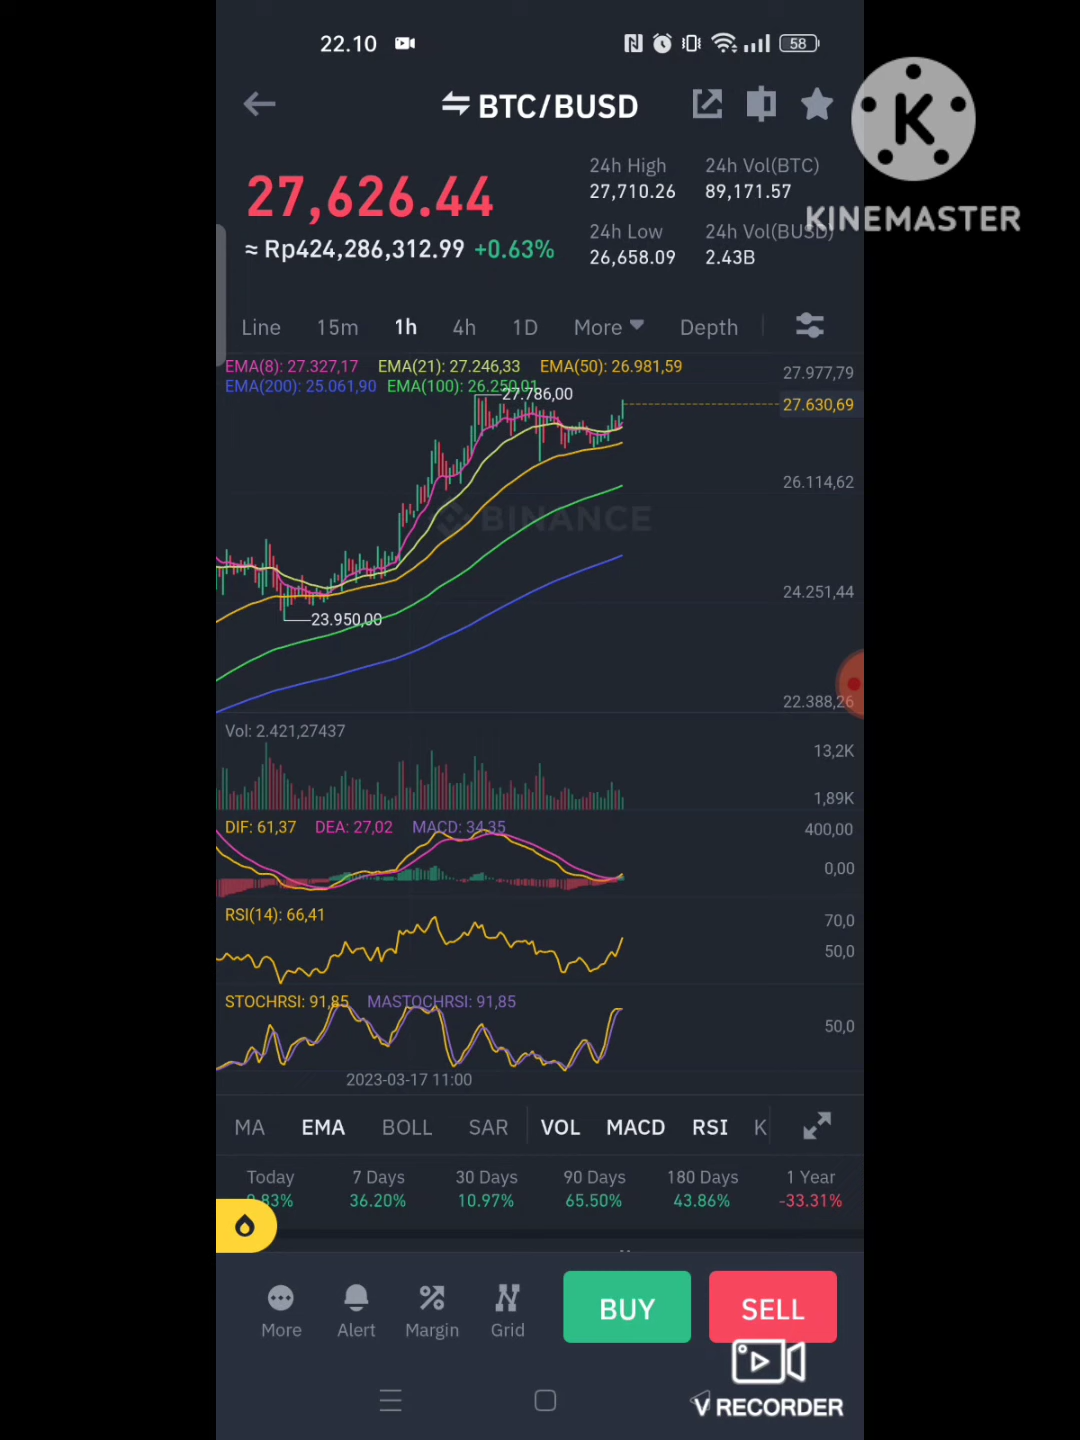 22.10
58
BTC/BUSD
K
KINEMASTER
27,626.44
≈ Rp424,286,312.99 +0.63%
24h High
27,710.26
24h Vol(BTC)
89,171.57
24h Low
26,658.09
24h Vol(BUSD)
2.43B
Line 15m 1h 4h 1D More Depth
EMA(8): 27.327,17 EMA(21): 27.246,33 EMA(50): 26.981,59
EMA(200): 25.061,90 EMA(100): 26.250,01
27.786,00
27.977,79
27.630,69
26.114,62
BINANCE
24.251,44
23.950,00
22.388,26
Vol: 2.421,27437
13,2K
1,89K
DIF: 61,37 DEA: 27,02 MACD: 34,35
400,00
0,00
RSI(14): 66,41
70,0
50,0
STOCHRSI: 91,85 MASTOCHRSI: 91,85
50,0
2023-03-17 11:00
MA EMA BOLL SAR VOL MACD RSI K
Today 7 Days 30 Days 90 Days 180 Days 1 Year
.83% 36.20% 10.97% 65.50% 43.86% -33.31%
More Alert Margin Grid
BUY SELL
V RECORDER